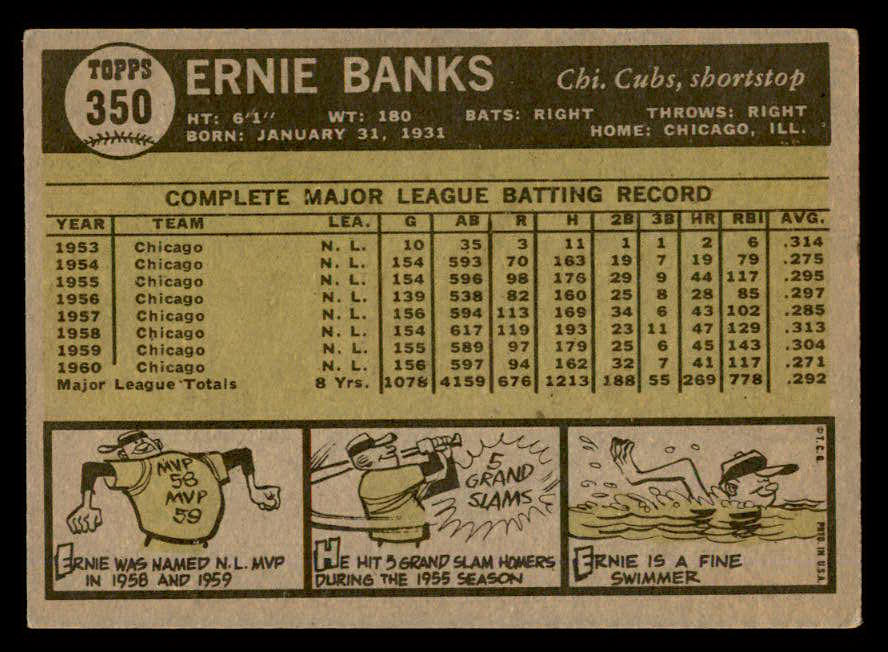 TOPPS
350
ERNIE BANKS
Chi. Cubs, shortstop
HT: 6'1" WT: 180 BATS: RIGHT THROWS: RIGHT
BORN: JANUARY 31, 1931 HOME: CHICAGO, ILL.
COMPLETE MAJOR LEAGUE BATTING RECORD
YEAR TEAM LEA. G AB R H 2B 3B HR RBI AVG.
1953 Chicago N. L. 10 35 3 11 1 1 2 6 .314
1954 Chicago N. L. 154 593 70 163 19 7 19 79 .275
1955 Chicago N. L. 154 596 98 176 29 9 44 117 .295
1956 Chicago N. L. 139 538 82 160 25 8 28 85 .297
1957 Chicago N. L. 156 594 113 169 34 6 43 102 .285
1958 Chicago N. L. 154 617 119 193 23 11 47 129 .313
1959 Chicago N. L. 155 589 97 179 25 6 45 143 .304
1960 Chicago N. L. 156 597 94 162 32 7 41 117 .271
Major League Totals 8 Yrs. 1078 4159 676 1213 188 55 269 778 .292
MVP
58
MVP
59
ERNIE WAS NAMED N.L. MVP
IN 1958 AND 1959
5
GRAND
SLAMS
HE HIT 5 GRAND SLAM HOMERS
DURING THE 1955 SEASON
ERNIE IS A FINE
SWIMMER
© T.C.G.
PRTD. IN U.S.A.